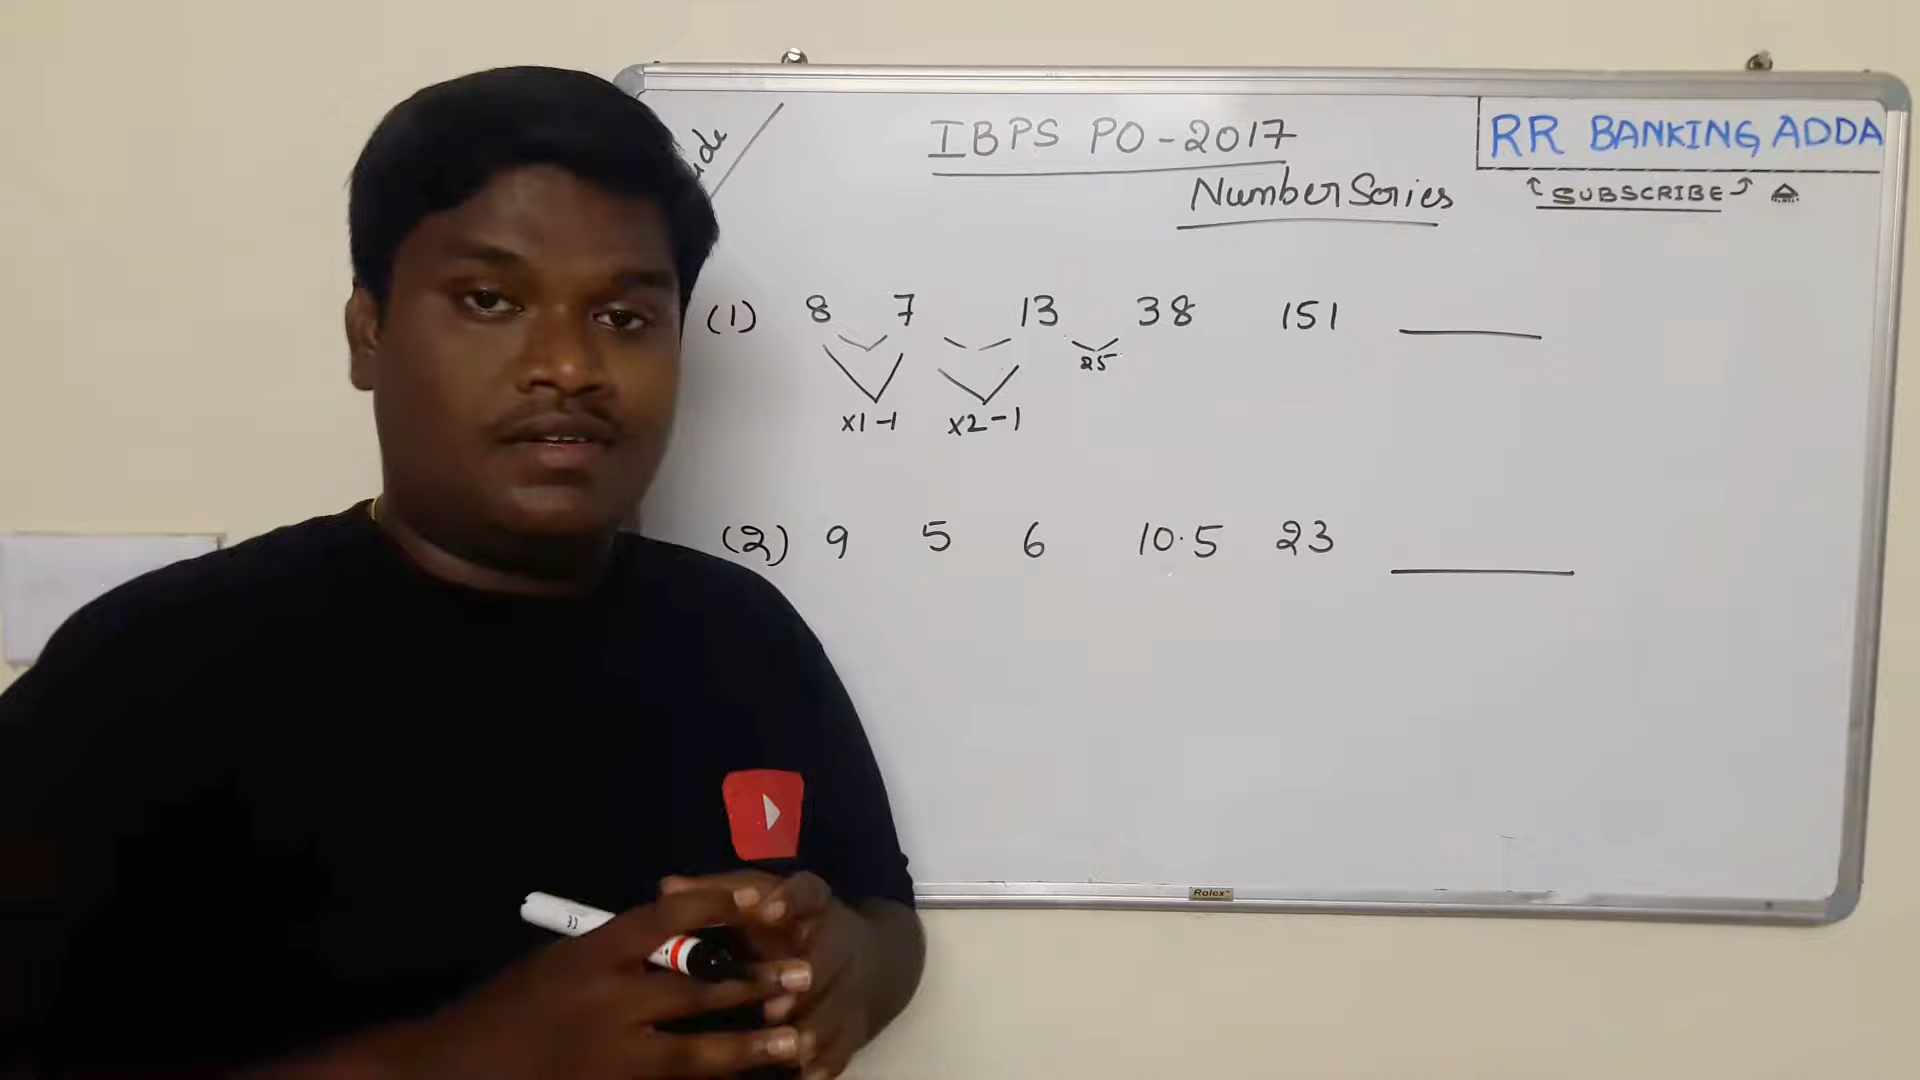 IBPS PO-2017
RR BANKING ADDA
Number Series
SUBSCRIBE
(1) 8 7 13 38 151
25
x1-1 x2-1
(2) 9 5 6 10.5 23
Rolex